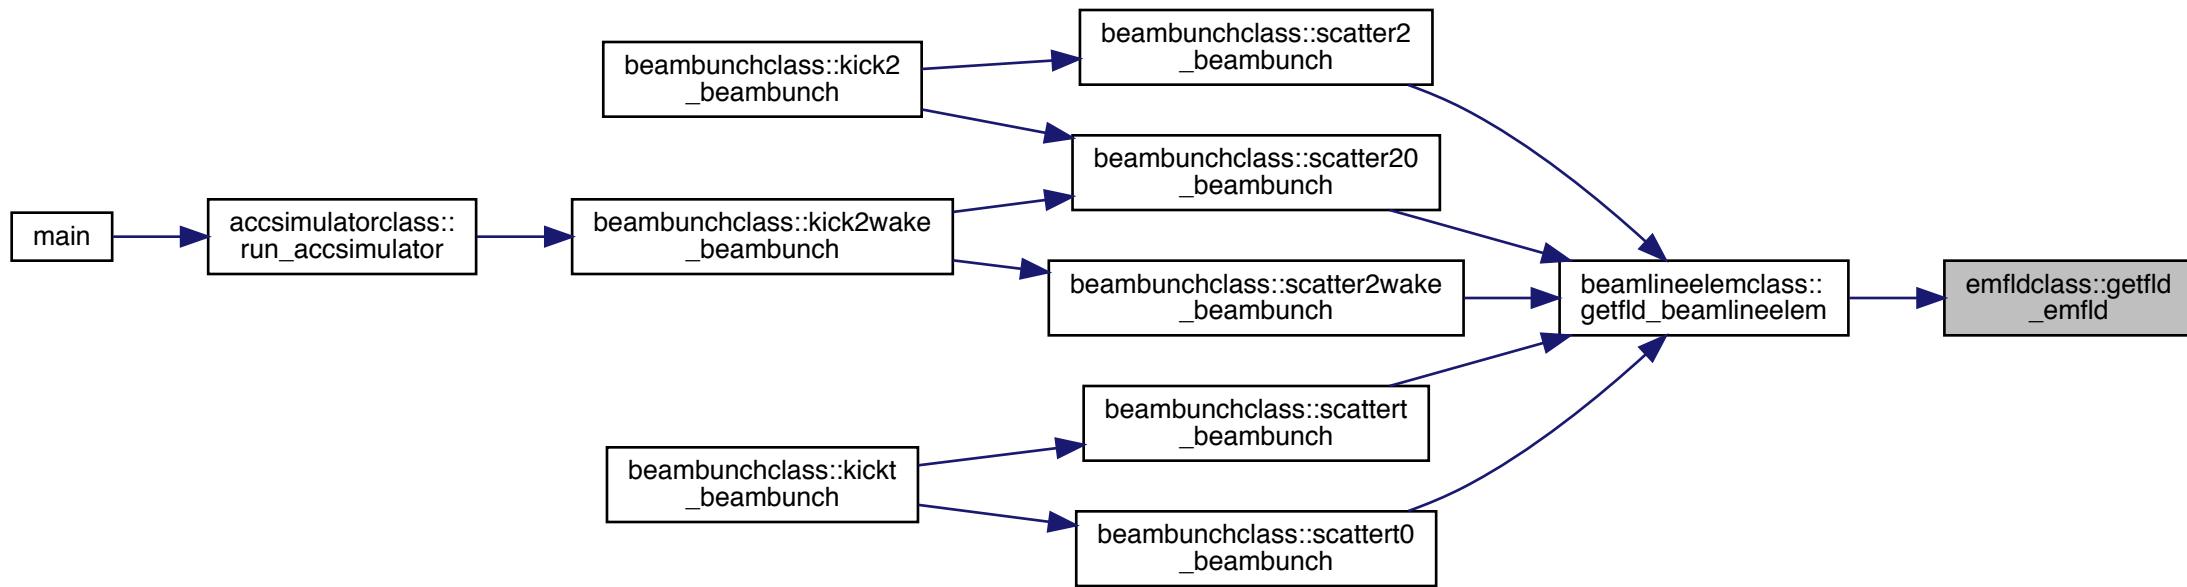 main
accsimulatorclass::
run_accsimulator
beambunchclass::kick2
_beambunch
beambunchclass::kick2wake
_beambunch
beambunchclass::kickt
_beambunch
beambunchclass::scatter2
_beambunch
beambunchclass::scatter20
_beambunch
beambunchclass::scatter2wake
_beambunch
beambunchclass::scattert
_beambunch
beambunchclass::scattert0
_beambunch
beamlineelemclass::
getfld_beamlineelem
emfldclass::getfld
_emfld